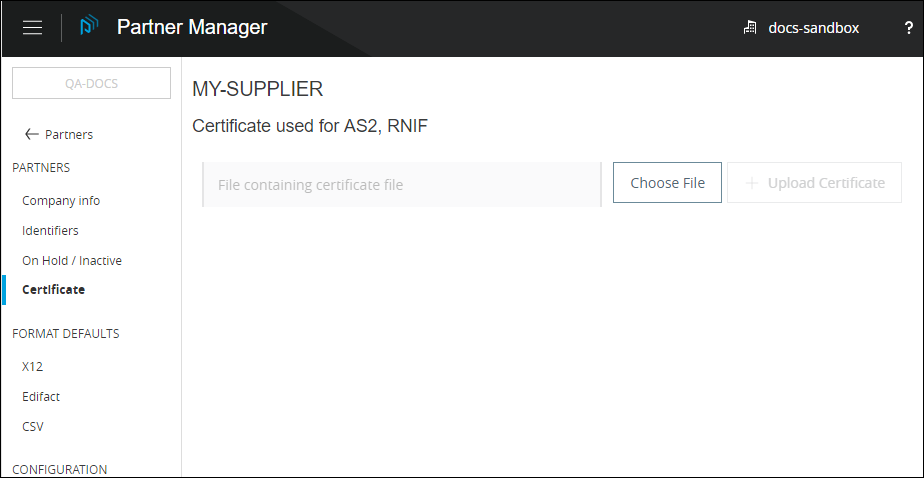 Partner Manager
docs-sandbox
?
QA-DOCS
← Partners
PARTNERS
Company info
Identifiers
On Hold / Inactive
Certificate
FORMAT DEFAULTS
X12
Edifact
CSV
CONFIGURATION
MY-SUPPLIER
Certificate used for AS2, RNIF
File containing certificate file
Choose File
+ Upload Certificate